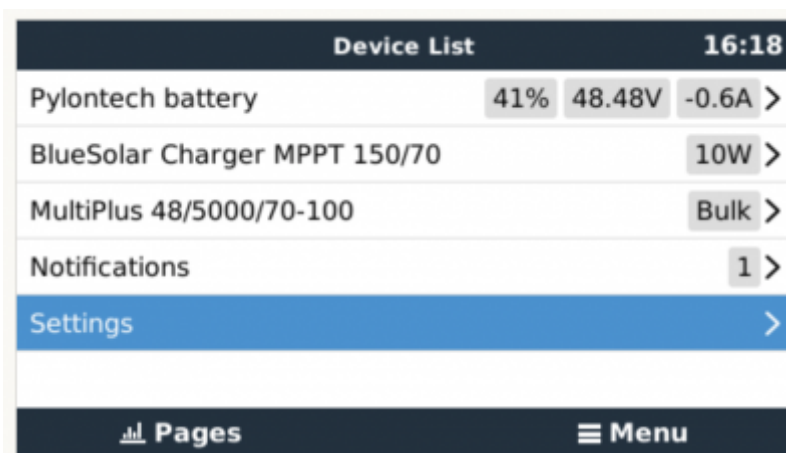 Device List 16:18
Pylontech battery 41% 48.48V -0.6A
BlueSolar Charger MPPT 150/70 10W
MultiPlus 48/5000/70-100 Bulk
Notifications 1
Settings
Pages Menu